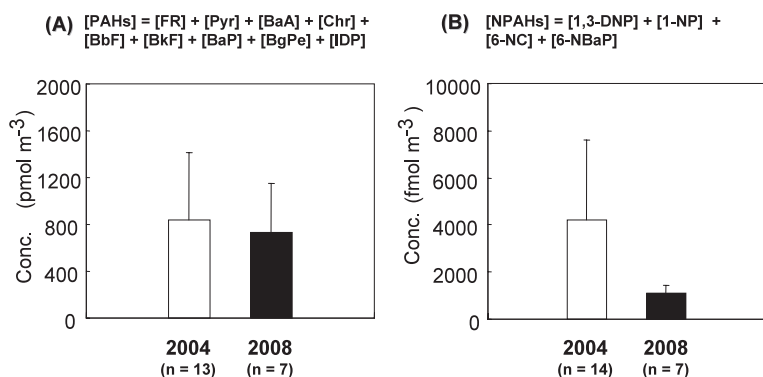 (A)
[PAHs] = [FR] + [Pyr] + [BaA] + [Chr] +
[BbF] + [BkF] + [BaP] + [BgPe] + [IDP]
Conc. (pmol m⁻³)
2000
1200
800
400
0
2004
(n = 13)
2008
(n = 7)
(B)
[NPAHs] = [1,3-DNP] + [1-NP] +
[6-NC] + [6-NBaP]
Conc. (fmol m⁻³)
10000
8000
6000
4000
2000
0
2004
(n = 14)
2008
(n = 7)